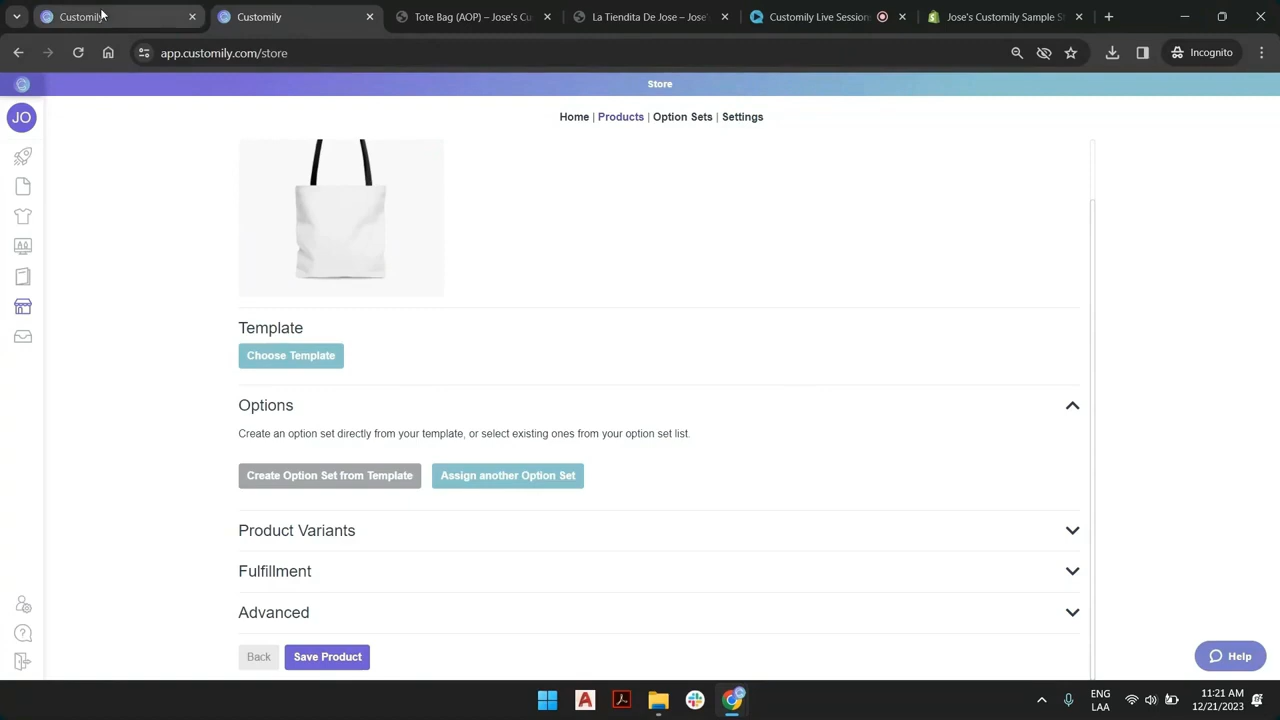 Customily
Customily
Tote Bag (AOP) – Jose's Cu
La Tiendita De Jose – Jose'
Customily Live Session
Jose's Customily Sample St
app.customily.com/store
Incognito
Store
JO
Home | Products | Option Sets | Settings
Template
Choose Template
Options
Create an option set directly from your template, or select existing ones from your option set list.
Create Option Set from Template
Assign another Option Set
Product Variants
Fulfillment
Advanced
Back
Save Product
Help
ENG
LAA
11:21 AM
12/21/2023